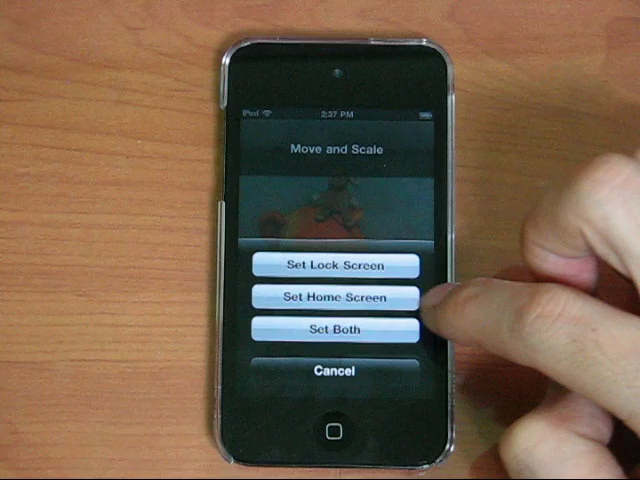 iPod 2:37 PM
Move and Scale
Set Lock Screen
Set Home Screen
Set Both
Cancel